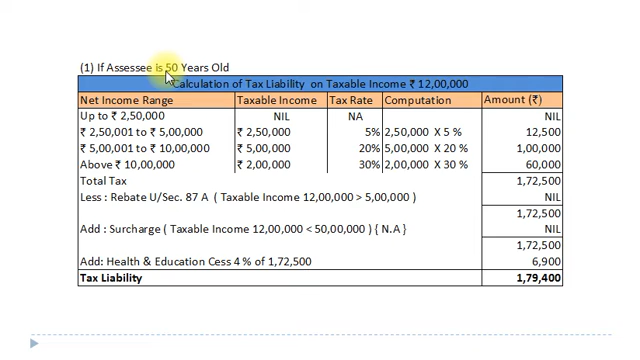 (1) If Assessee is 50 Years Old
Calculation of Tax Liability on Taxable Income ₹ 12,00,000
Net Income Range Taxable Income Tax Rate Computation Amount (₹)
Up to ₹ 2,50,000 NIL NA NIL
₹ 2,50,001 to ₹ 5,00,000 ₹ 2,50,000 5% 2,50,000 X 5 % 12,500
₹ 5,00,001 to ₹ 10,00,000 ₹ 5,00,000 20% 5,00,000 X 20 % 1,00,000
Above ₹ 10,00,000 ₹ 2,00,000 30% 2,00,000 X 30 % 60,000
Total Tax 1,72,500
Less : Rebate U/Sec. 87 A ( Taxable Income 12,00,000 > 5,00,000 ) NIL
1,72,500
Add : Surcharge ( Taxable Income 12,00,000 < 50,00,000 ) { N.A } NIL
1,72,500
Add: Health & Education Cess 4 % of 1,72,500 6,900
Tax Liability 1,79,400